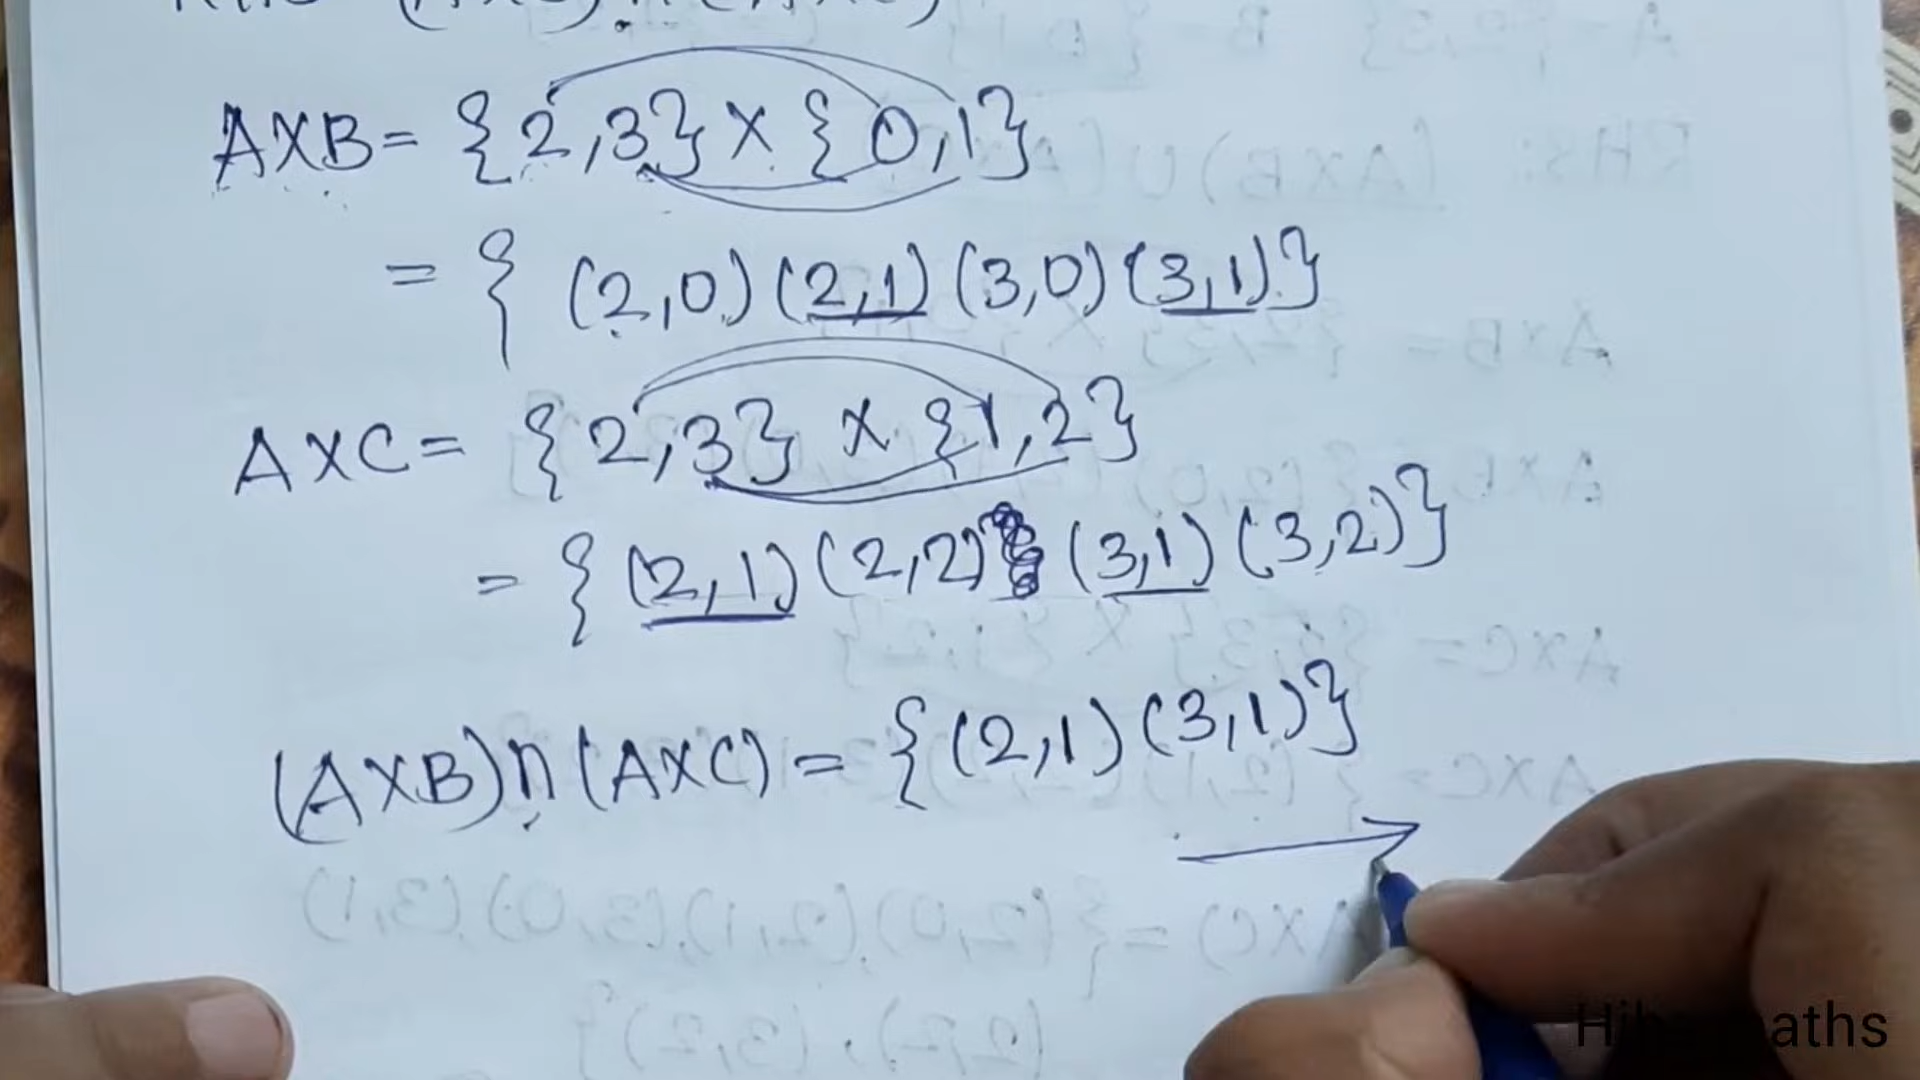 AXB= {2,3} X {0,1}
= { (2,0) (2,1) (3,0) (3,1) }
AXC= {2,3} X {1,2}
= { (2,1) (2,2) (3,1) (3,2) }
(AXB)∩(AXC) = { (2,1) (3,1) }